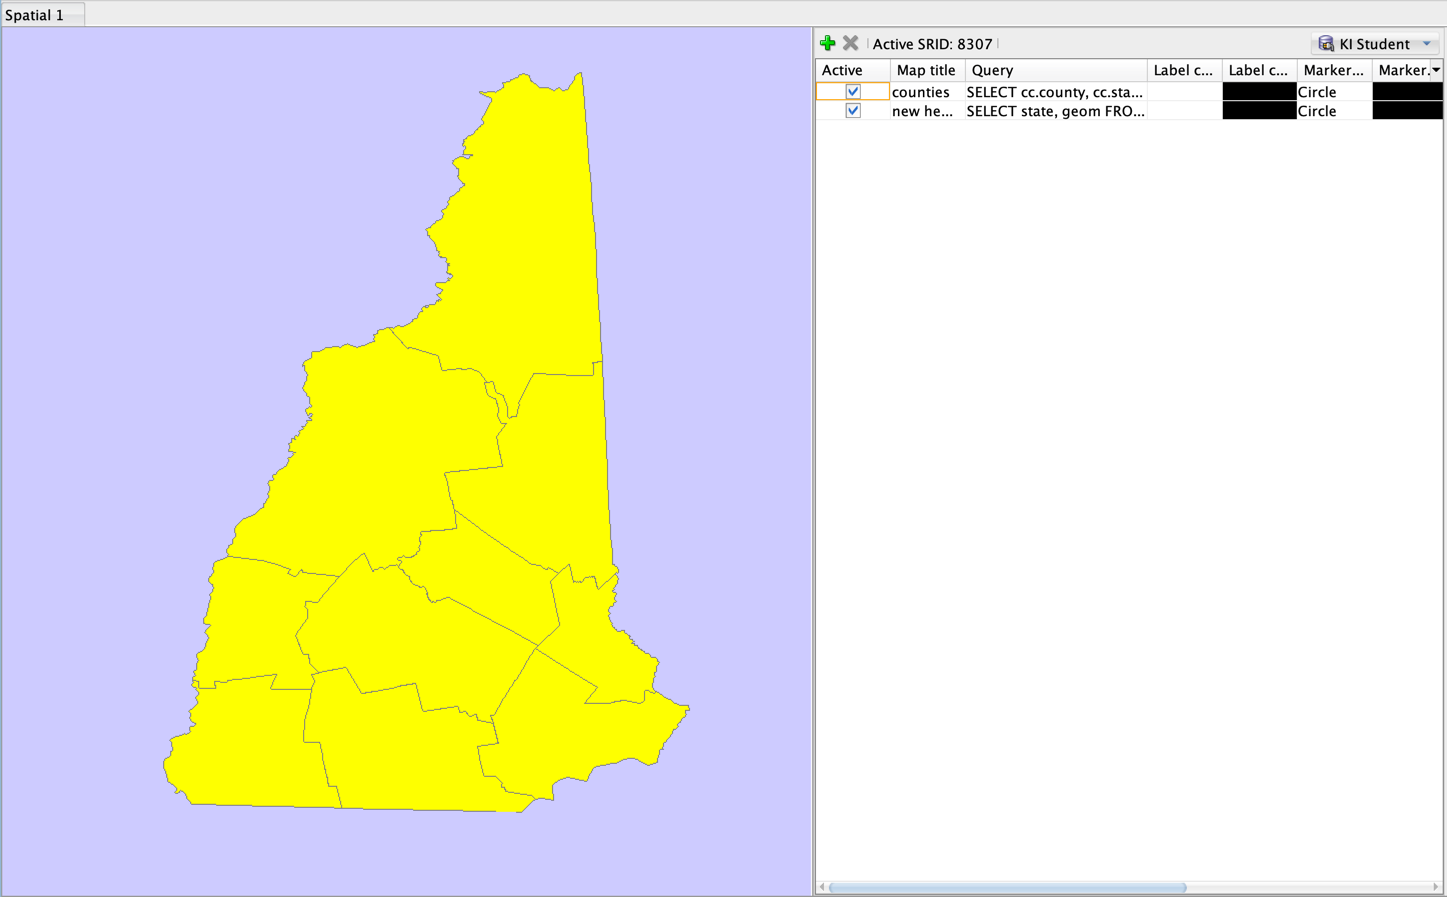 Spatial 1
Active SRID: 8307
KI Student
Active Map title Query Label c... Label c... Marker... Marker.
counties SELECT cc.county, cc.sta... Circle
new he... SELECT state, geom FRO... Circle